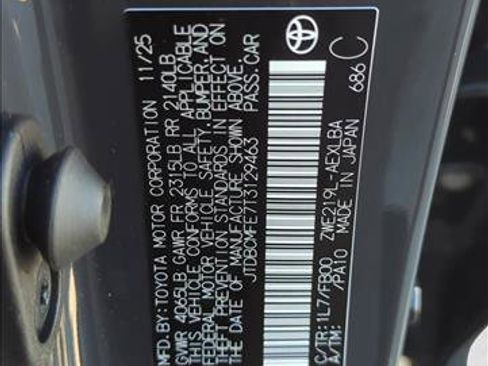 MFD. BY: TOYOTA MOTOR CORPORATION 11/25
GVWR 4065LB GAWR FR 2315LB RR 2140LB
THIS VEHICLE CONFORMS TO ALL APPLICABLE
FEDERAL MOTOR VEHICLE SAFETY, BUMPER, AND
THEFT PREVENTION STANDARDS IN EFFECT ON
THE DATE OF MANUFACTURE SHOWN ABOVE.
JTDBCMFE7T3129463 PASS. CAR
C/TR: 1L7/FB00 ZWE219L-AEXLBA
A/TM: /PA10 MADE IN JAPAN
686 C